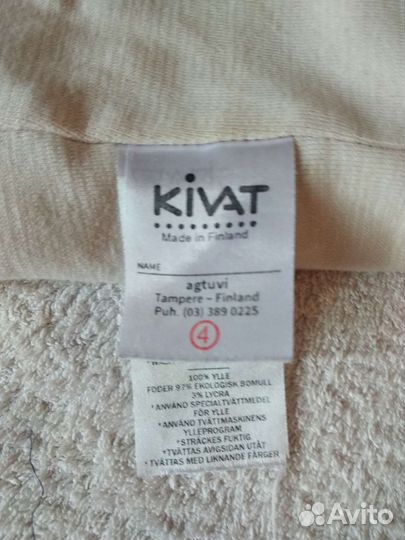 KIVAT
Made in Finland
NAME
agtuvi
Tampere – Finland
Puh. (03) 389 0225
4
100% YLLE
FODER 97% EKOLOGISK BOMULL
3% LYCRA
*ANVÄND SPECIALTVÄTTMEDEL
FÖR YLLE
*ANVÄND TVÄTTMASKINENS
YLLEPROGRAM
*STRÄCKES FUKTIG
*TVÄTTAS AVIGSIDAN UTÅT
*TVÄTTAS MED LIKNANDE FÄRGER
Avito